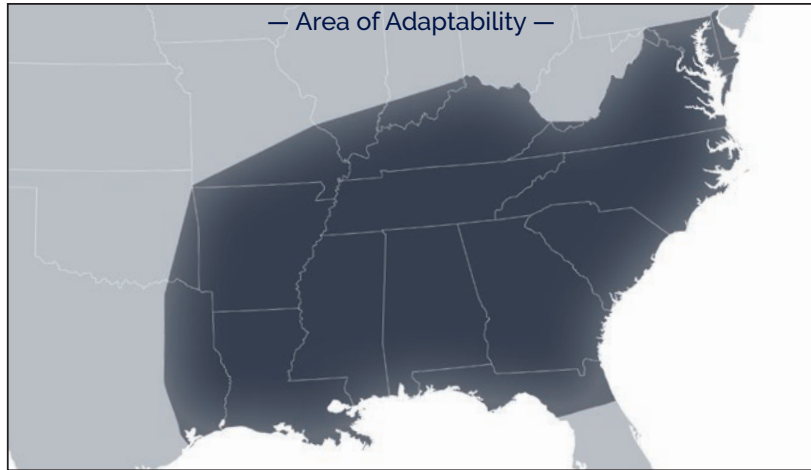 — Area of Adaptability —